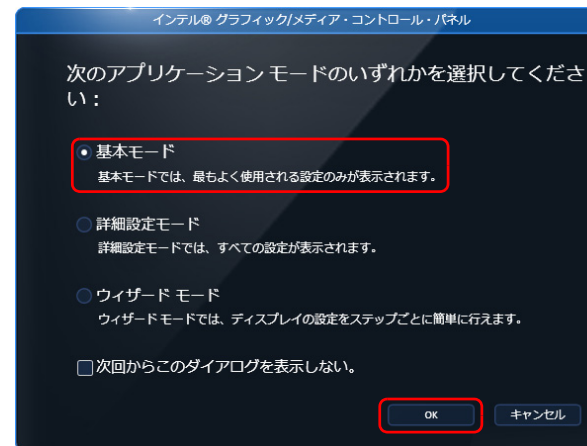 インテル® グラフィック/メディア・コントロール・パネル
次のアプリケーション モードのいずれかを選択してくださ
い：
基本モード
基本モードでは、最もよく使用される設定のみが表示されます。
詳細設定モード
詳細設定モードでは、すべての設定が表示されます。
ウィザード モード
ウィザード モードでは、ディスプレイの設定をステップごとに簡単に行えます。
次回からこのダイアログを表示しない。
OK キャンセル